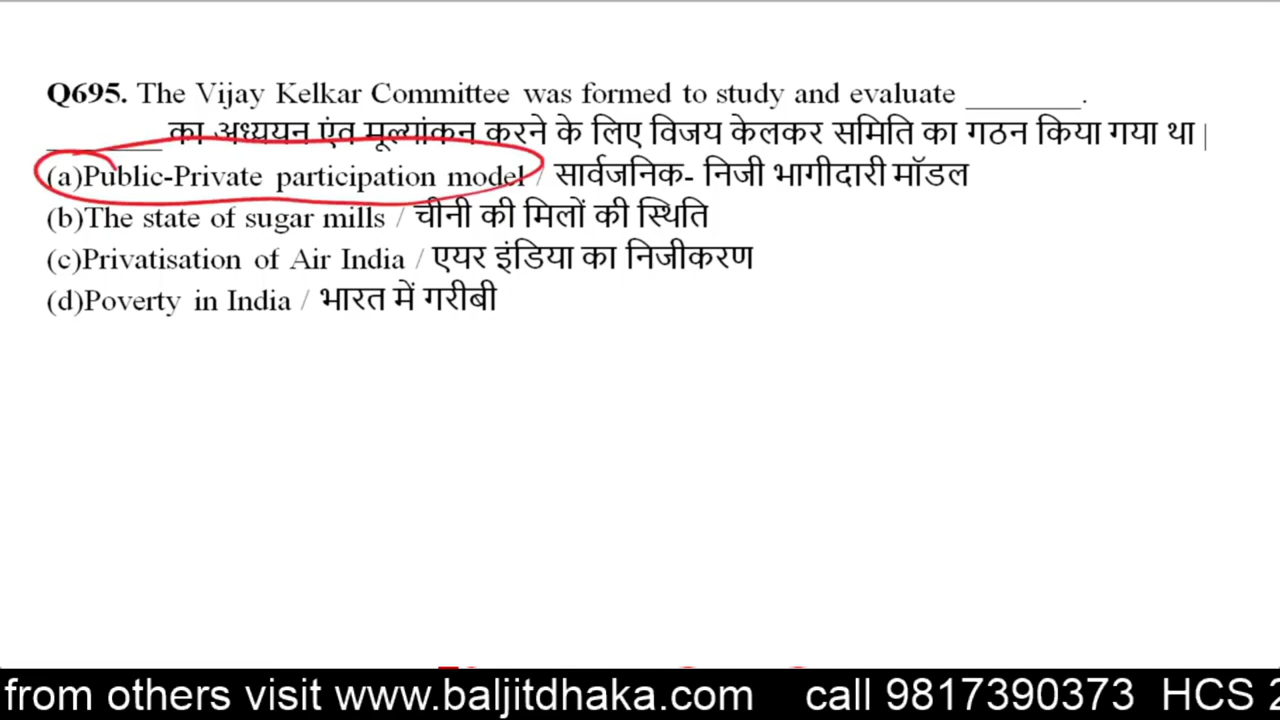 Q695. The Vijay Kelkar Committee was formed to study and evaluate ________.
________ का अध्ययन एंव मूल्यांकन करने के लिए विजय केलकर समिति का गठन किया गया था |
(a)Public-Private participation model / सार्वजनिक- निजी भागीदारी मॉडल
(b)The state of sugar mills / चीनी की मिलों की स्थिति
(c)Privatisation of Air India / एयर इंडिया का निजीकरण
(d)Poverty in India / भारत में गरीबी
from others visit www.baljitdhaka.com call 9817390373 HCS 2